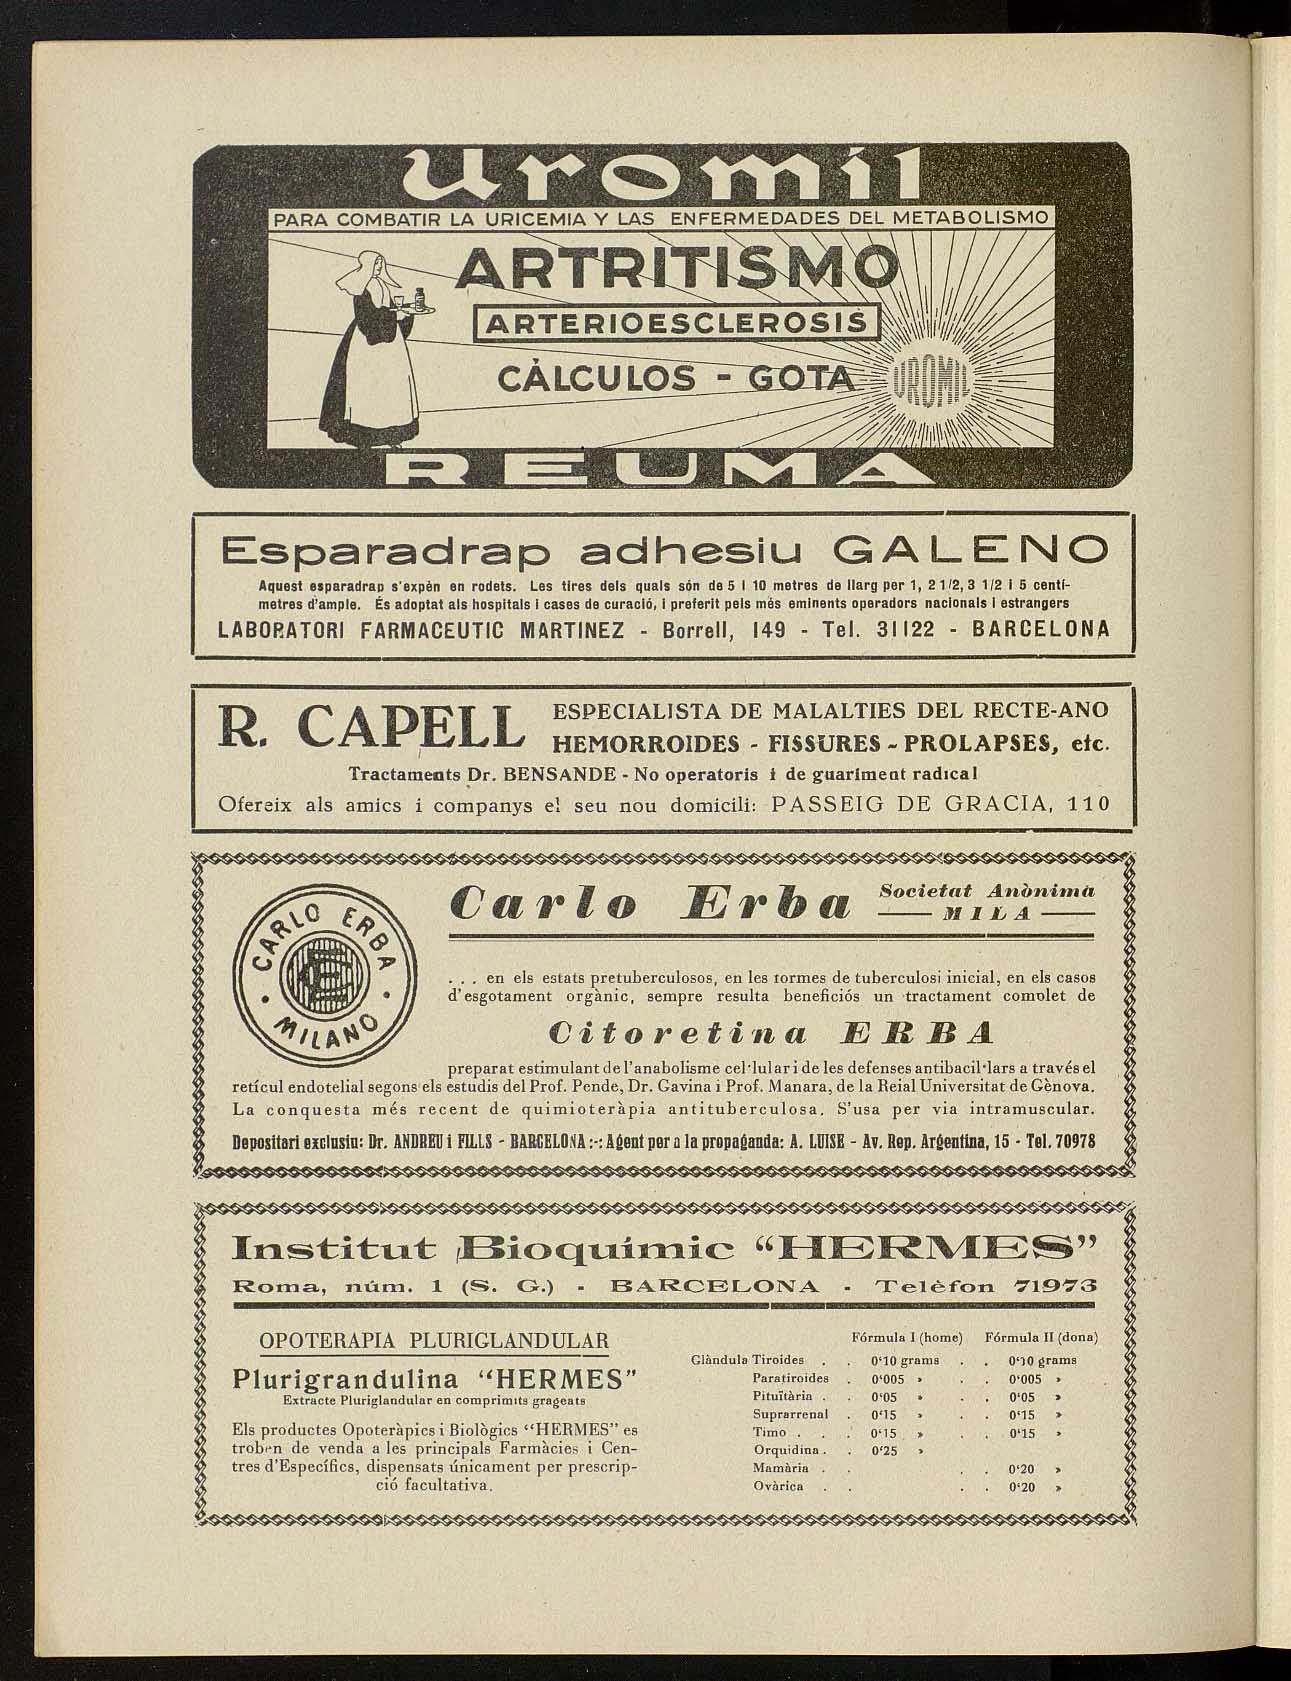 Uromil
PARA COMBATIR LA URICEMIA Y LAS ENFERMEDADES DEL METABOLISMO
ARTRITISMO
ARTERIOESCLEROSIS
CÀLCULOS - GOTA
UROMIL
REUMA
Esparadrap adhesiu GALENO
Aquest esparadrap s'expèn en rodets. Les tires dels quals són de 5 I 10 metres de llarg per 1, 2 1/2, 3 1/2 i 5 centí-
metres d'ample. És adoptat als hospitals i cases de curació, i preferit pels més eminents operadors nacionals i estrangers
LABORATORI FARMACEUTIC MARTINEZ - Borrell, 149 - Tel. 31122 - BARCELONA
R. CAPELL
ESPECIALISTA DE MALALTIES DEL RECTE-ANO
HEMORROIDES - FISSURES - PROLAPSES, etc.
Tractaments Dr. BENSANDE - No operatoris i de guariment radical
Ofereix als amics i companys el seu nou domicili: PASSEIG DE GRACIA, 110
CARLO ERBA
CE
MILANO
Carlo Erba Societat Anònima
MILA
. . . en els estats pretuberculosos, en les formes de tuberculosi inicial, en els casos
d'esgotament orgànic, sempre resulta beneficiós un tractament complet de
Citoretina ERBA
preparat estimulant de l'anabolisme cel·lular i de les defenses antibacil·lars a través el
retícul endotelial segons els estudis del Prof. Pende, Dr. Gavina i Prof. Manara, de la Reial Universitat de Gènova.
La conquesta més recent de quimioteràpia antituberculosa. S'usa per via intramuscular.
Depositari exclusiu: Dr. ANDREU i FILLS - BARCELONA :-: Agent per a la propaganda: A. LUISE - Av. Rep. Argentina, 15 - Tel. 70978
Institut Bioquímic "HERMES"
Roma, núm. 1 (S. G.) - BARCELONA - Telèfon 71973
OPOTERAPIA PLURIGLANDULAR
Plurigrandulina "HERMES"
Extracte Pluriglandular en comprimits grageats
Els productes Opoteràpics i Biològics "HERMES" es
troben de venda a les principals Farmàcies i Cen-
tres d'Específics, dispensats únicament per prescrip-
ció facultativa.
Fórmula I (home) Fórmula II (dona)
Glàndula Tiroides . . 0'10 grams . . 0'10 grams
Paratiroides . 0'005 » . . 0'005 »
Pituïtària . . 0'05 » . . 0'05 »
Suprarrenal . 0'15 » . . 0'15 »
Timo . . . 0'15 » . . 0'15 »
Orquidina . . 0'25 »
Mamària . . . . 0'20 »
Ovàrica . . . . 0'20 »